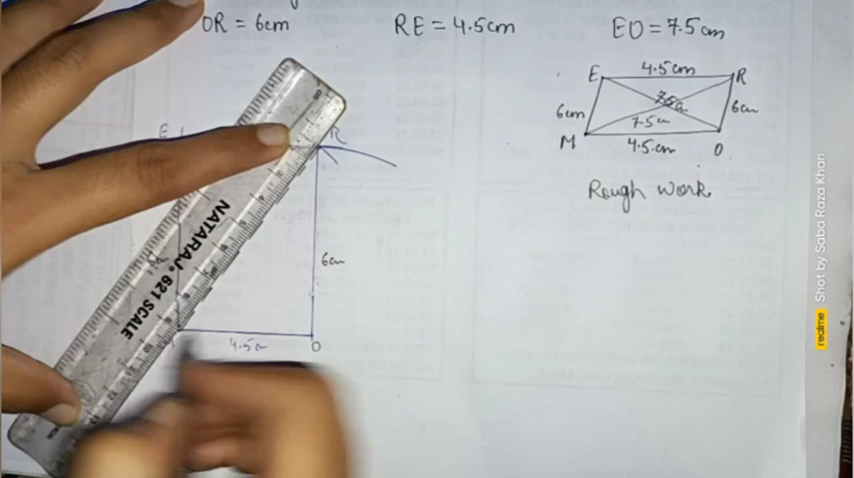 OR = 6cm
RE = 4.5cm
EO = 7.5cm
E
4.5cm
R
6cm
7.5cm
6cm
7.5cm
M
4.5cm
O
Rough work
E
R
NATARAJ 621 SCALE
6cm
4.5cm
O
realme
Shot by Saba Raza Khan